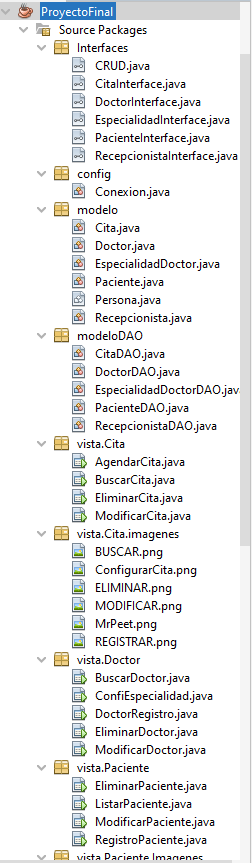 ProyectoFinal
Source Packages
Interfaces
CRUD.java
CitaInterface.java
DoctorInterface.java
EspecialidadInterface.java
PacienteInterface.java
RecepcionistaInterface.java
config
Conexion.java
modelo
Cita.java
Doctor.java
EspecialidadDoctor.java
Paciente.java
Persona.java
Recepcionista.java
modeloDAO
CitaDAO.java
DoctorDAO.java
EspecialidadDoctorDAO.java
PacienteDAO.java
RecepcionistaDAO.java
vista.Cita
AgendarCita.java
BuscarCita.java
EliminarCita.java
ModificarCita.java
vista.Cita.imagenes
BUSCAR.png
ConfigurarCita.png
ELIMINAR.png
MODIFICAR.png
MrPeet.png
REGISTRAR.png
vista.Doctor
BuscarDoctor.java
ConfiEspecialidad.java
DoctorRegistro.java
EliminarDoctor.java
ModificarDoctor.java
vista.Paciente
EliminarPaciente.java
ListarPaciente.java
ModificarPaciente.java
RegistroPaciente.java
vista.Paciente.Imagenes